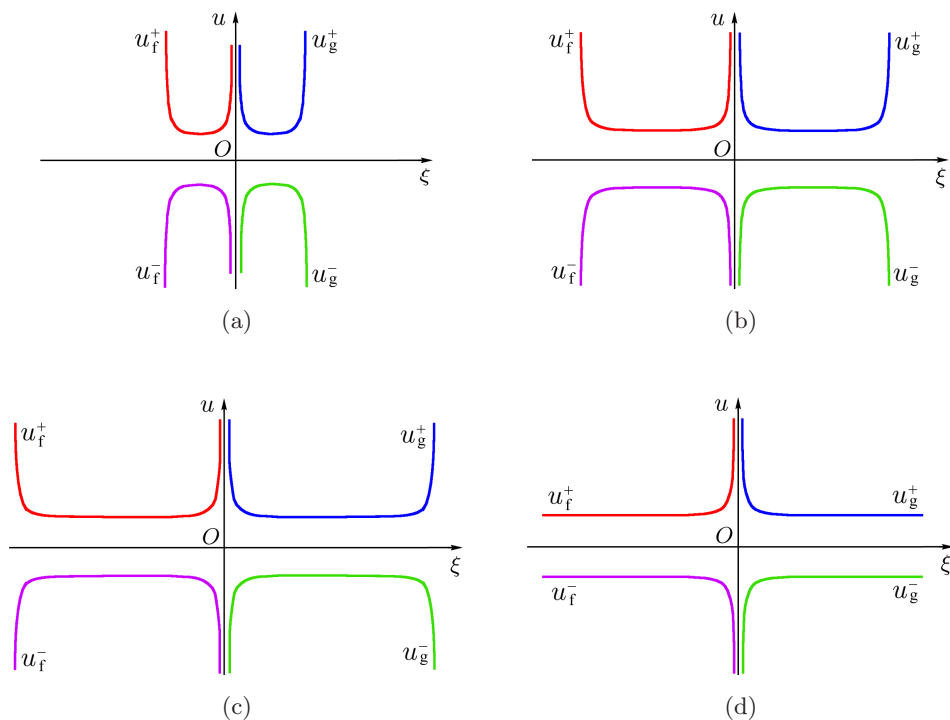 u
u_f^+
u_g^+
O
ξ
u_f^-
u_g^-
(a)
u
u_f^+
u_g^+
O
ξ
u_f^-
u_g^-
(b)
u
u_f^+
u_g^+
O
ξ
u_f^-
u_g^-
(c)
u
u_f^+
u_g^+
O
ξ
u_f^-
u_g^-
(d)